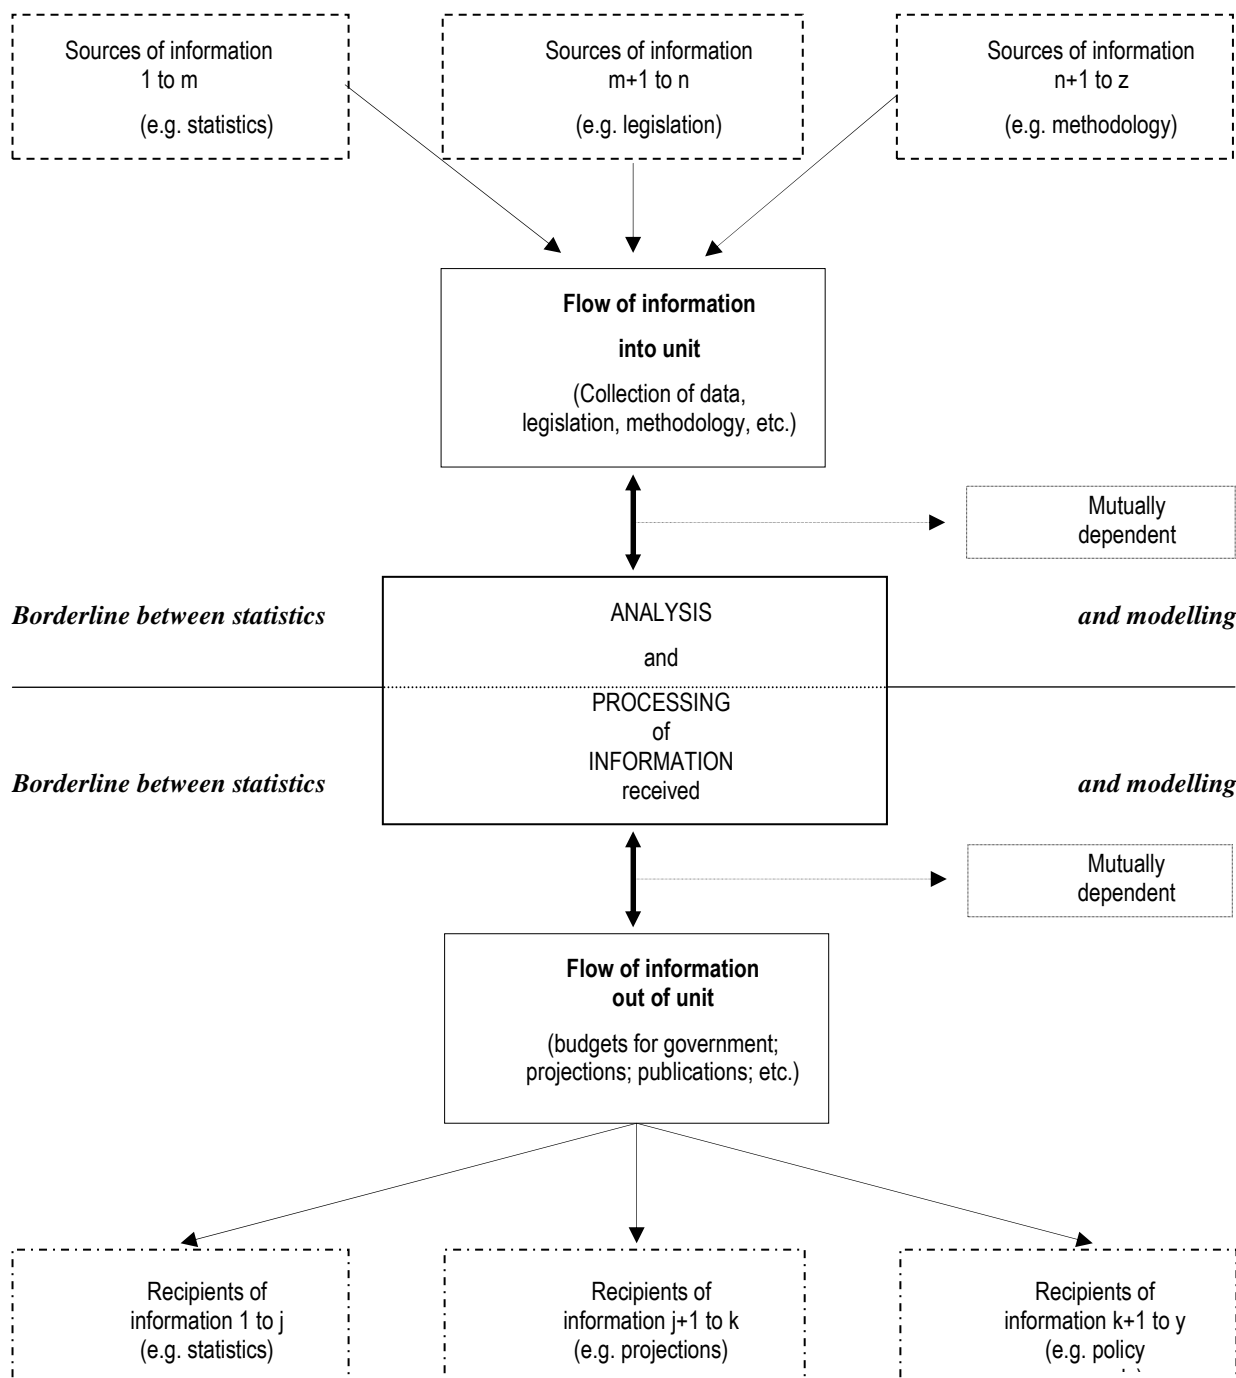 Sources of information
1 to m
(e.g. statistics)
Sources of information
m+1 to n
(e.g. legislation)
Sources of information
n+1 to z
(e.g. methodology)
Flow of information
into unit
(Collection of data,
legislation, methodology, etc.)
Mutually
dependent
Borderline between statistics
and modelling
ANALYSIS
and
PROCESSING
of
INFORMATION
received
Borderline between statistics
and modelling
Mutually
dependent
Flow of information
out of unit
(budgets for government;
projections; publications; etc.)
Recipients of
information 1 to j
(e.g. statistics)
Recipients of
information j+1 to k
(e.g. projections)
Recipients of
information k+1 to y
(e.g. policy